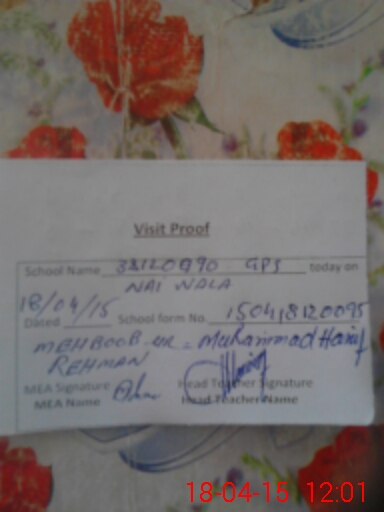 Visit Proof
School Name 38120990 GPS today on
NAI WALA
18/04/15
Dated School form No. 150418120095
MEHBOOB-UR- Muhammad Hanif
REHMAN
MEA Signature Head Teacher Signature
MEA Name Head Teacher Name
18-04-15 12:01